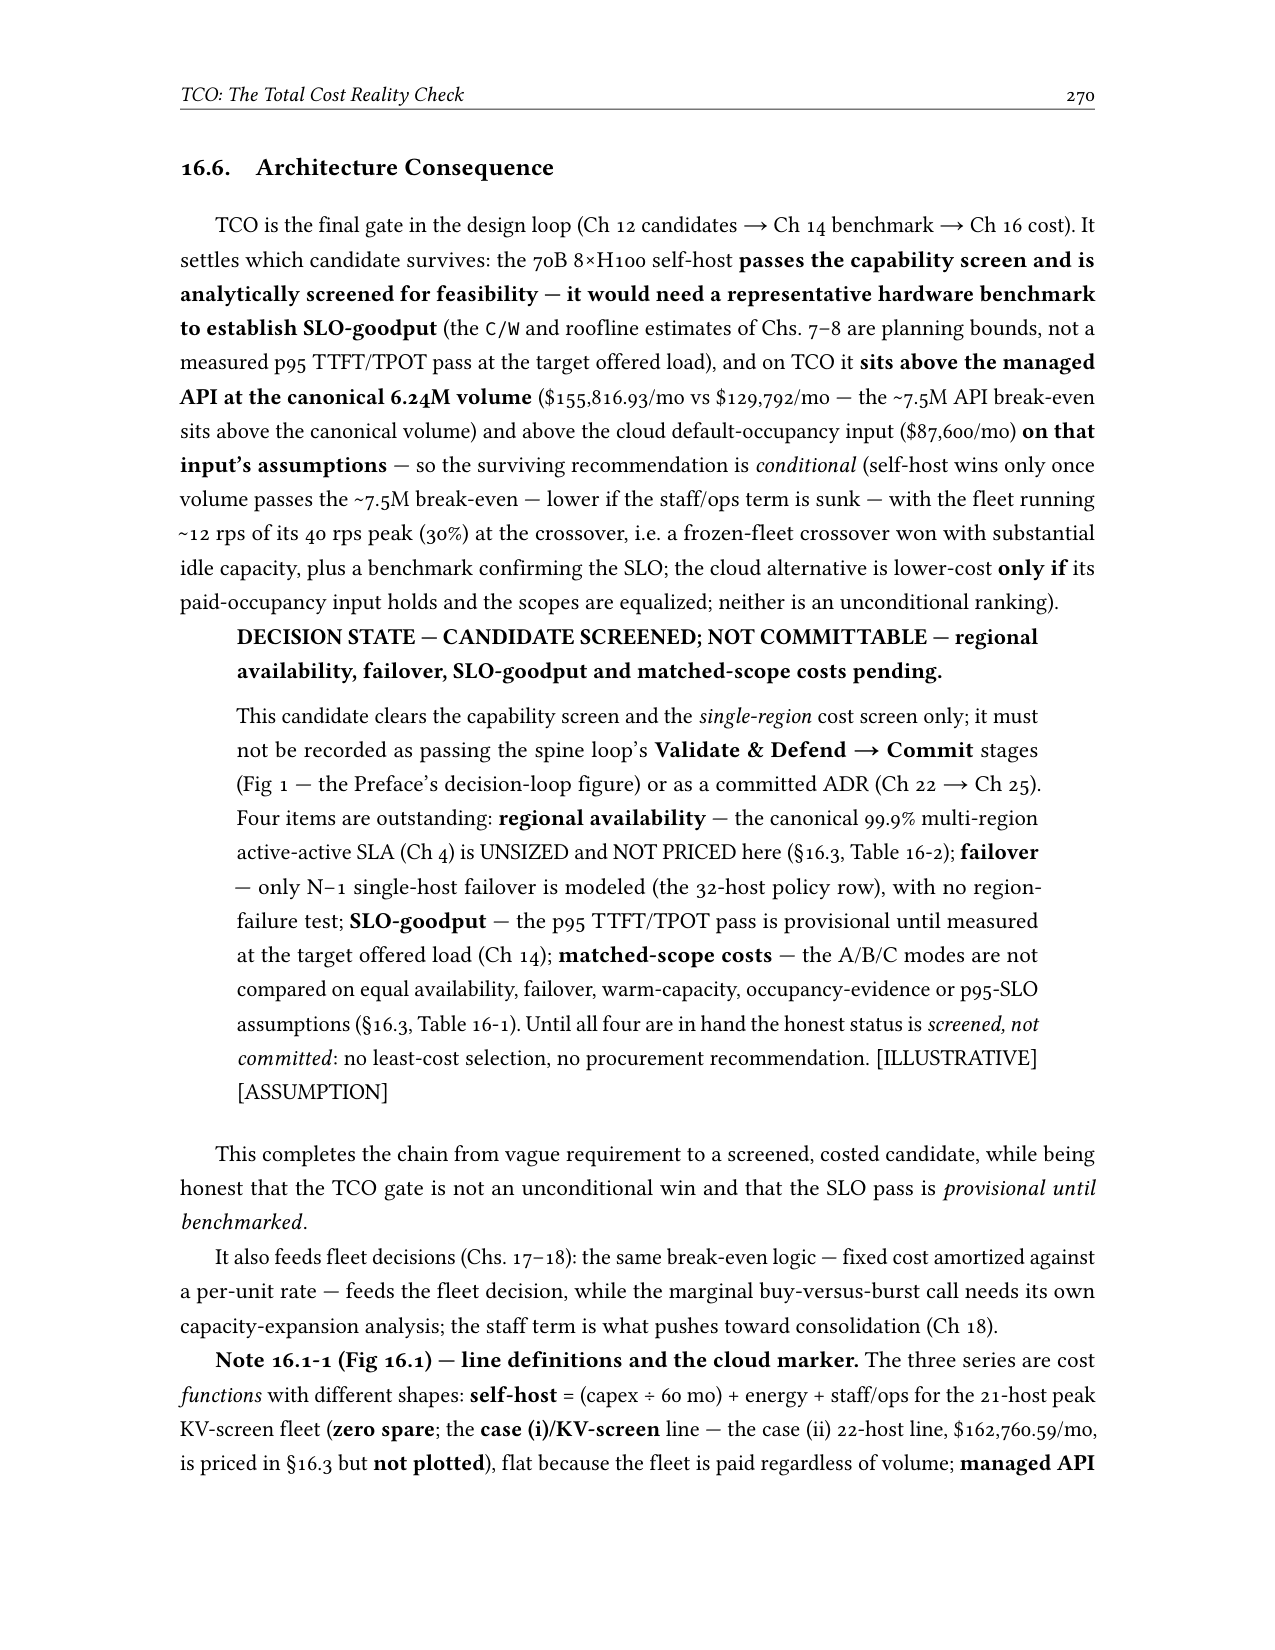 TCO: The Total Cost Reality Check 270
16.6. Architecture Consequence
TCO is the final gate in the design loop (Ch 12 candidates → Ch 14 benchmark → Ch 16 cost). It
settles which candidate survives: the 70B 8×H100 self-host passes the capability screen and is
analytically screened for feasibility — it would need a representative hardware benchmark
to establish SLO-goodput (the C/W and roofline estimates of Chs. 7–8 are planning bounds, not a
measured p95 TTFT/TPOT pass at the target offered load), and on TCO it sits above the managed
API at the canonical 6.24M volume ($155,816.93/mo vs $129,792/mo — the ~7.5M API break-even
sits above the canonical volume) and above the cloud default-occupancy input ($87,600/mo) on that
input’s assumptions — so the surviving recommendation is conditional (self-host wins only once
volume passes the ~7.5M break-even — lower if the staff/ops term is sunk — with the fleet running
~12 rps of its 40 rps peak (30%) at the crossover, i.e. a frozen-fleet crossover won with substantial
idle capacity, plus a benchmark confirming the SLO; the cloud alternative is lower-cost only if its
paid-occupancy input holds and the scopes are equalized; neither is an unconditional ranking).
DECISION STATE — CANDIDATE SCREENED; NOT COMMITTABLE — regional
availability, failover, SLO-goodput and matched-scope costs pending.
This candidate clears the capability screen and the single-region cost screen only; it must
not be recorded as passing the spine loop’s Validate & Defend → Commit stages
(Fig 1 — the Preface’s decision-loop figure) or as a committed ADR (Ch 22 → Ch 25).
Four items are outstanding: regional availability — the canonical 99.9% multi-region
active-active SLA (Ch 4) is UNSIZED and NOT PRICED here (§16.3, Table 16-2); failover
— only N–1 single-host failover is modeled (the 32-host policy row), with no region-
failure test; SLO-goodput — the p95 TTFT/TPOT pass is provisional until measured
at the target offered load (Ch 14); matched-scope costs — the A/B/C modes are not
compared on equal availability, failover, warm-capacity, occupancy-evidence or p95-SLO
assumptions (§16.3, Table 16-1). Until all four are in hand the honest status is screened, not
committed: no least-cost selection, no procurement recommendation. [ILLUSTRATIVE]
[ASSUMPTION]
This completes the chain from vague requirement to a screened, costed candidate, while being
honest that the TCO gate is not an unconditional win and that the SLO pass is provisional until
benchmarked.
It also feeds fleet decisions (Chs. 17–18): the same break-even logic — fixed cost amortized against
a per-unit rate — feeds the fleet decision, while the marginal buy-versus-burst call needs its own
capacity-expansion analysis; the staff term is what pushes toward consolidation (Ch 18).
Note 16.1-1 (Fig 16.1) — line definitions and the cloud marker. The three series are cost
functions with different shapes: self-host = (capex ÷ 60 mo) + energy + staff/ops for the 21-host peak
KV-screen fleet (zero spare; the case (i)/KV-screen line — the case (ii) 22-host line, $162,760.59/mo,
is priced in §16.3 but not plotted), flat because the fleet is paid regardless of volume; managed API